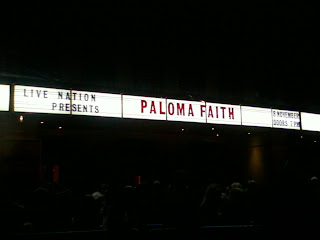 LIVE NATION
PRESENTS
PALOMA FAITH
9 NOVEMBER
DOORS 7 PM